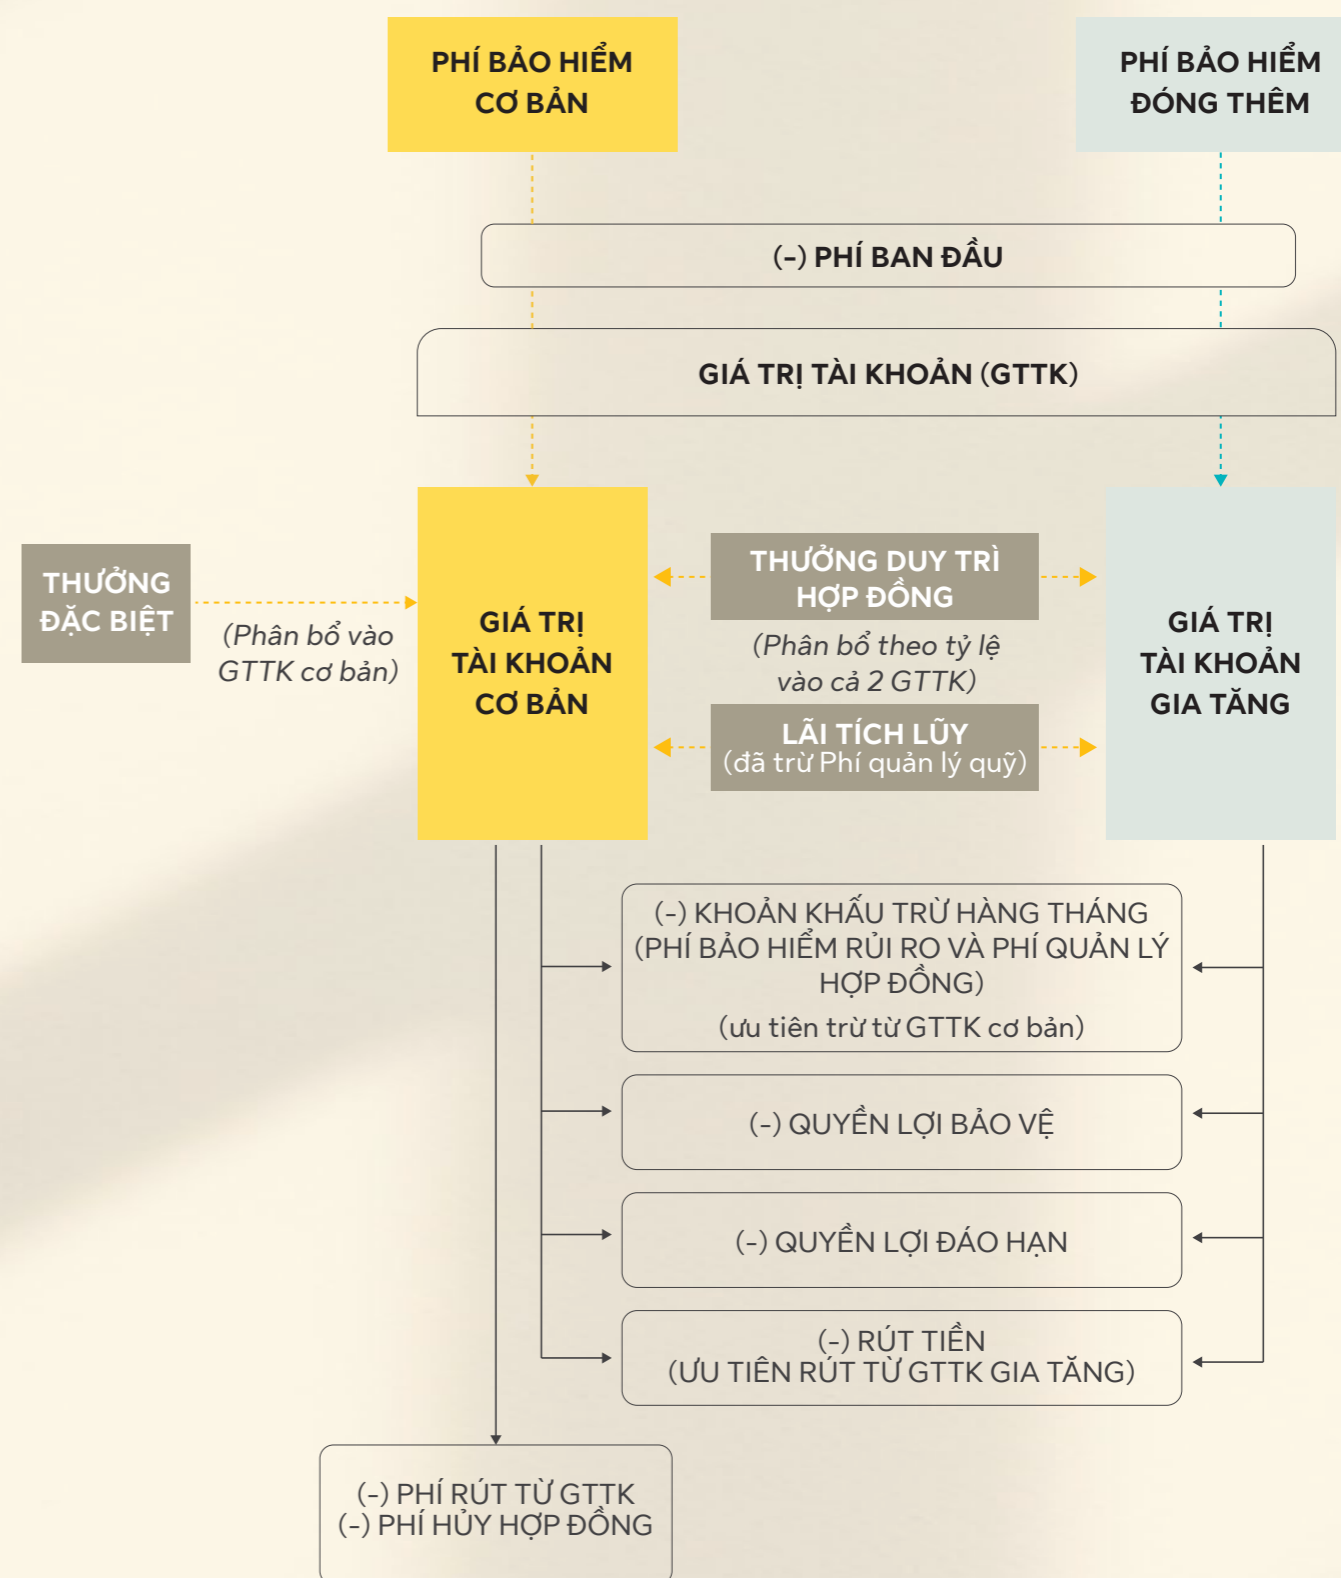 PHÍ BẢO HIỂM
CƠ BẢN
PHÍ BẢO HIỂM
ĐÓNG THÊM
(-) PHÍ BAN ĐẦU
GIÁ TRỊ TÀI KHOẢN (GTTK)
THƯỞNG
ĐẶC BIỆT
(Phân bổ vào
GTTK cơ bản)
GIÁ TRỊ
TÀI KHOẢN
CƠ BẢN
THƯỞNG DUY TRÌ
HỢP ĐỒNG
(Phân bổ theo tỷ lệ
vào cả 2 GTTK)
LÃI TÍCH LŨY
(đã trừ Phí quản lý quỹ)
GIÁ TRỊ
TÀI KHOẢN
GIA TĂNG
(-) KHOẢN KHẤU TRỪ HÀNG THÁNG
(PHÍ BẢO HIỂM RỦI RO VÀ PHÍ QUẢN LÝ
HỢP ĐỒNG)
(ưu tiên trừ từ GTTK cơ bản)
(-) QUYỀN LỢI BẢO VỆ
(-) QUYỀN LỢI ĐÁO HẠN
(-) RÚT TIỀN
(ƯU TIÊN RÚT TỪ GTTK GIA TĂNG)
(-) PHÍ RÚT TỪ GTTK
(-) PHÍ HỦY HỢP ĐỒNG